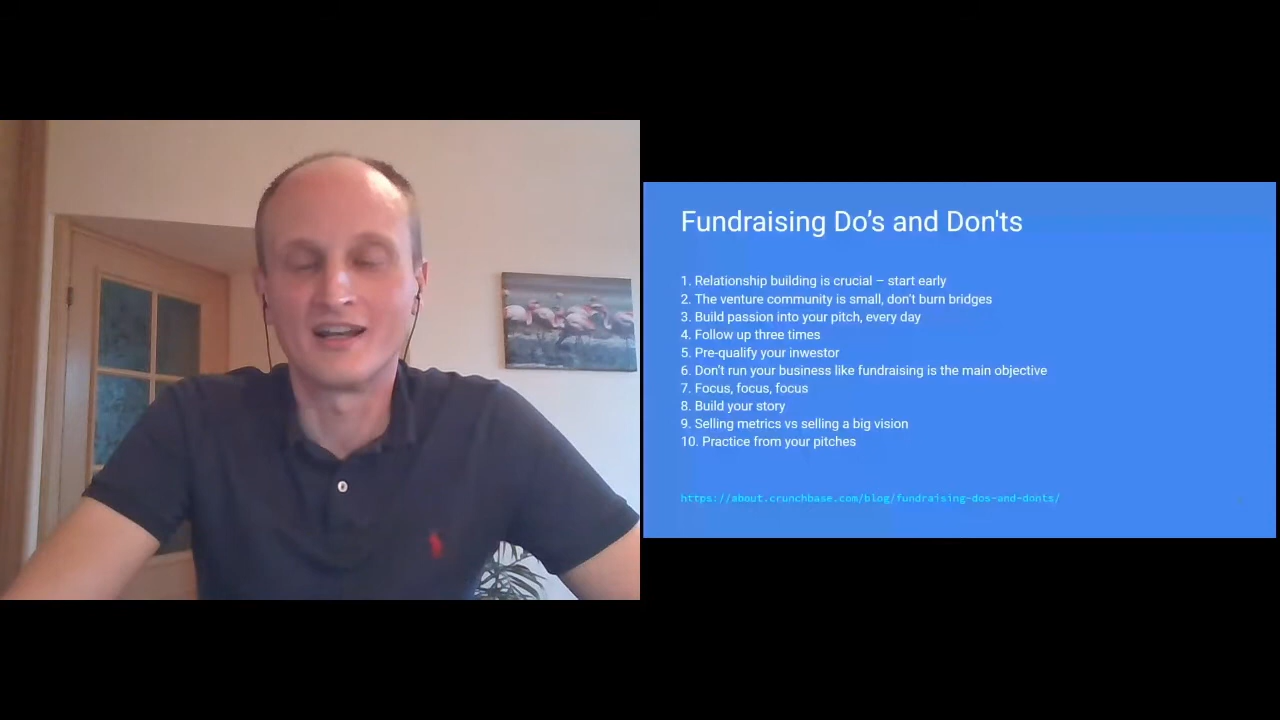 Fundraising Do’s and Don'ts
1. Relationship building is crucial – start early
2. The venture community is small, don’t burn bridges
3. Build passion into your pitch, every day
4. Follow up three times
5. Pre-qualify your inwestor
6. Don’t run your business like fundraising is the main objective
7. Focus, focus, focus
8. Build your story
9. Selling metrics vs selling a big vision
10. Practice from your pitches
https://about.crunchbase.com/blog/fundraising-dos-and-donts/